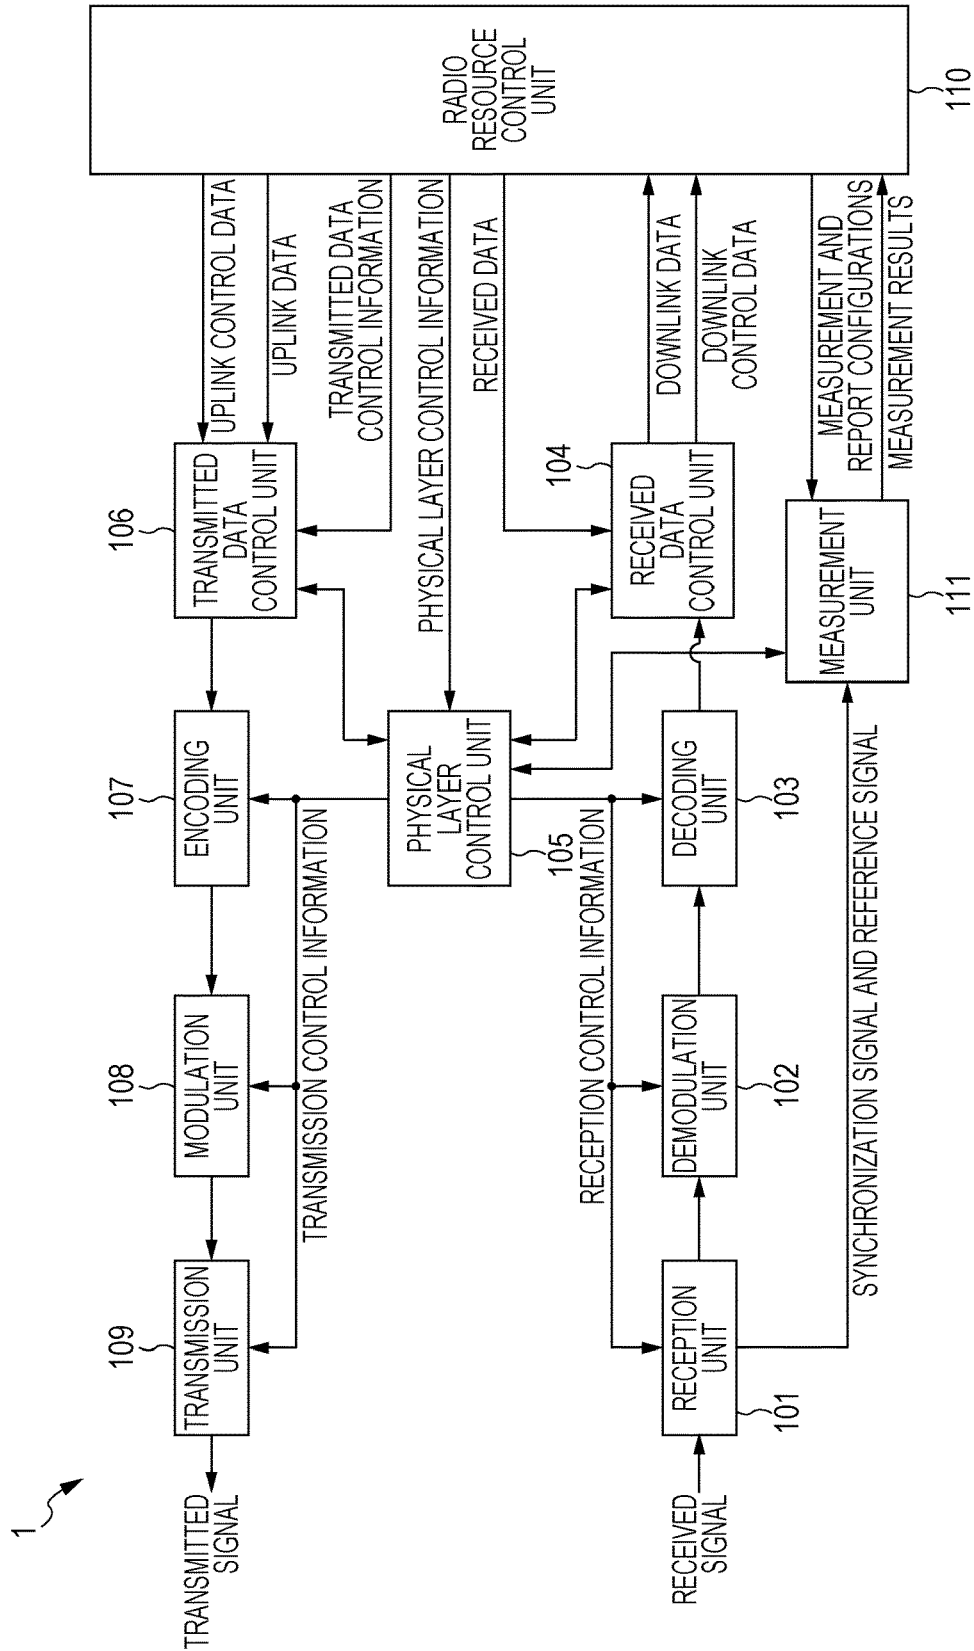 1
TRANSMITTED
SIGNAL
109
TRANSMISSION
UNIT
108
MODULATION
UNIT
107
ENCODING
UNIT
106
TRANSMITTED
DATA
CONTROL UNIT
UPLINK CONTROL DATA
UPLINK DATA
TRANSMITTED DATA
CONTROL INFORMATION
TRANSMISSION CONTROL INFORMATION
PHYSICAL
LAYER
CONTROL UNIT
105
PHYSICAL LAYER CONTROL INFORMATION
RECEIVED DATA
RADIO
RESOURCE
CONTROL
UNIT
110
RECEPTION CONTROL INFORMATION
RECEIVED
SIGNAL
RECEPTION
UNIT
101
DEMODULATION
UNIT
102
DECODING
UNIT
103
104
RECEIVED
DATA
CONTROL UNIT
DOWNLINK DATA
DOWNLINK
CONTROL DATA
SYNCHRONIZATION SIGNAL AND REFERENCE SIGNAL
MEASUREMENT
UNIT
111
MEASUREMENT AND
REPORT CONFIGURATIONS
MEASUREMENT RESULTS